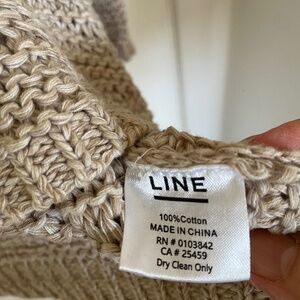 LINE
100%Cotton
MADE IN CHINA
RN # 0103842
CA # 25459
Dry Clean Only